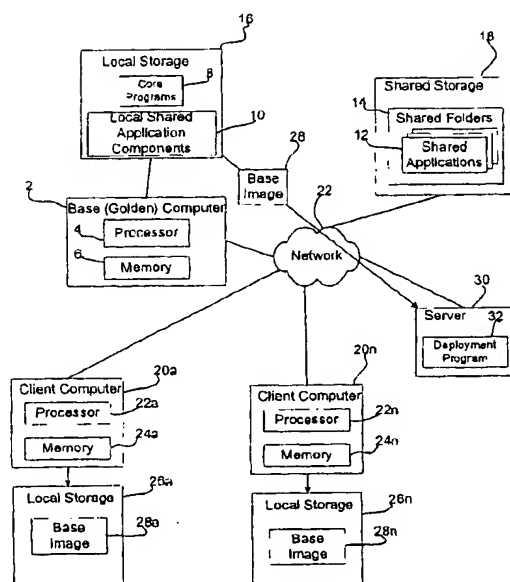 16
Local Storage
8
Core
Programs
10
Local Shared
Application
Components
18
Shared Storage
14
Shared Folders
12
Shared
Applications
28
Base
Image
2
Base (Golden) Computer
4
Processor
6
Memory
22
Network
30
Server
32
Deployment
Program
20a
Client Computer
Processor
22a
Memory
24a
26a
Local Storage
Base
Image
28a
20n
Client Computer
Processor
22n
Memory
24n
26n
Local Storage
Base
Image
28n